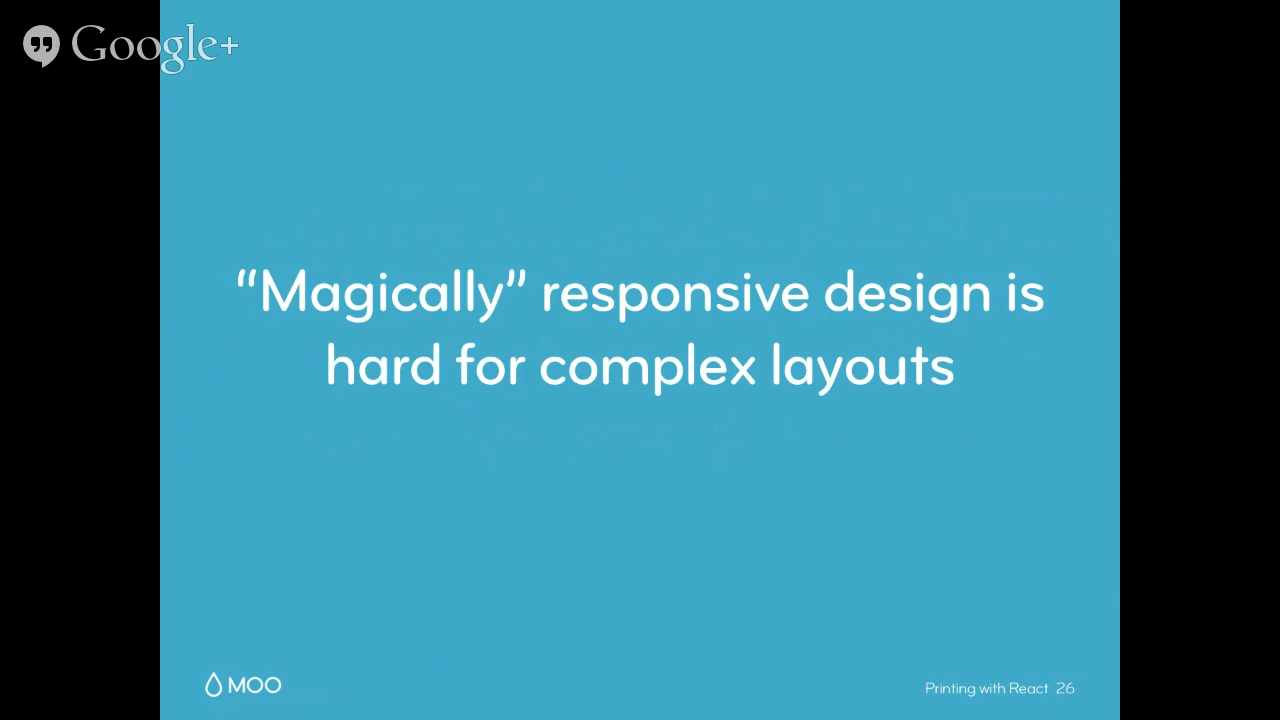 Google+
“Magically” responsive design is
hard for complex layouts
MOO
Printing with React 26